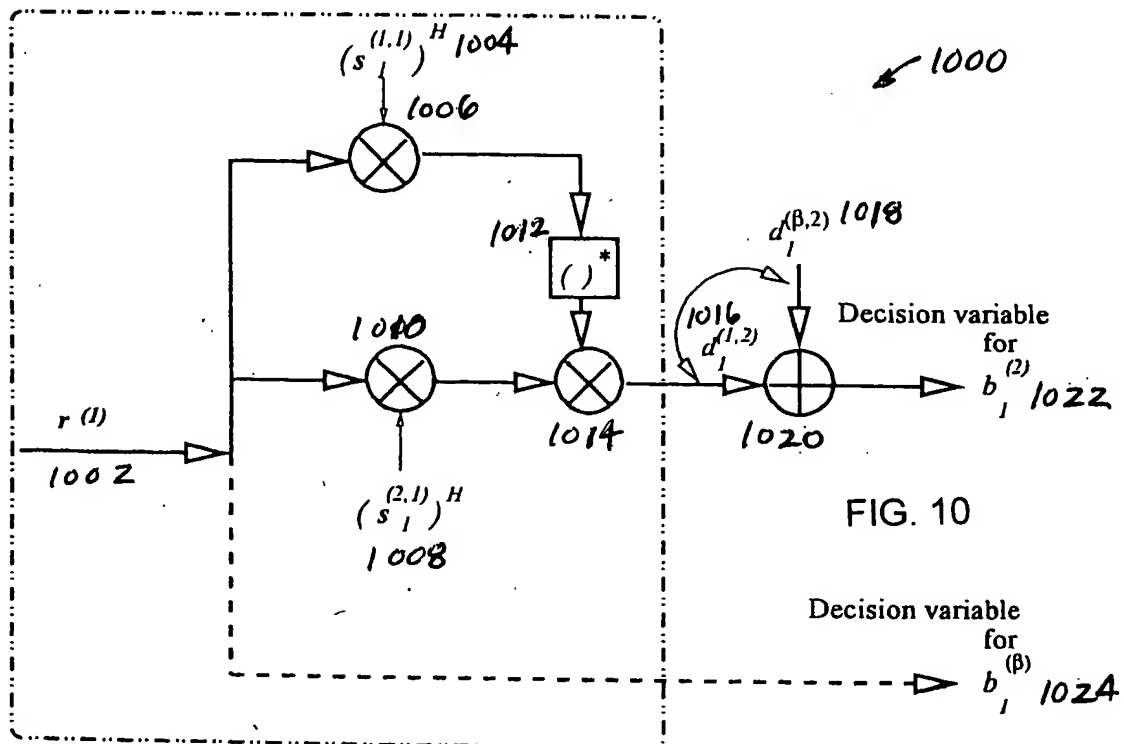 (s_1^(1,1))^H 1004
1000
1006
1012
( )*
d_1^(β,2) 1018
1016
d_1^(1,2)
Decision variable
for
b_1^(2) 1022
1010
1014
1020
r^(1)
1002
(s_1^(2,1))^H
1008
FIG. 10
Decision variable
for
b_1^(β) 1024